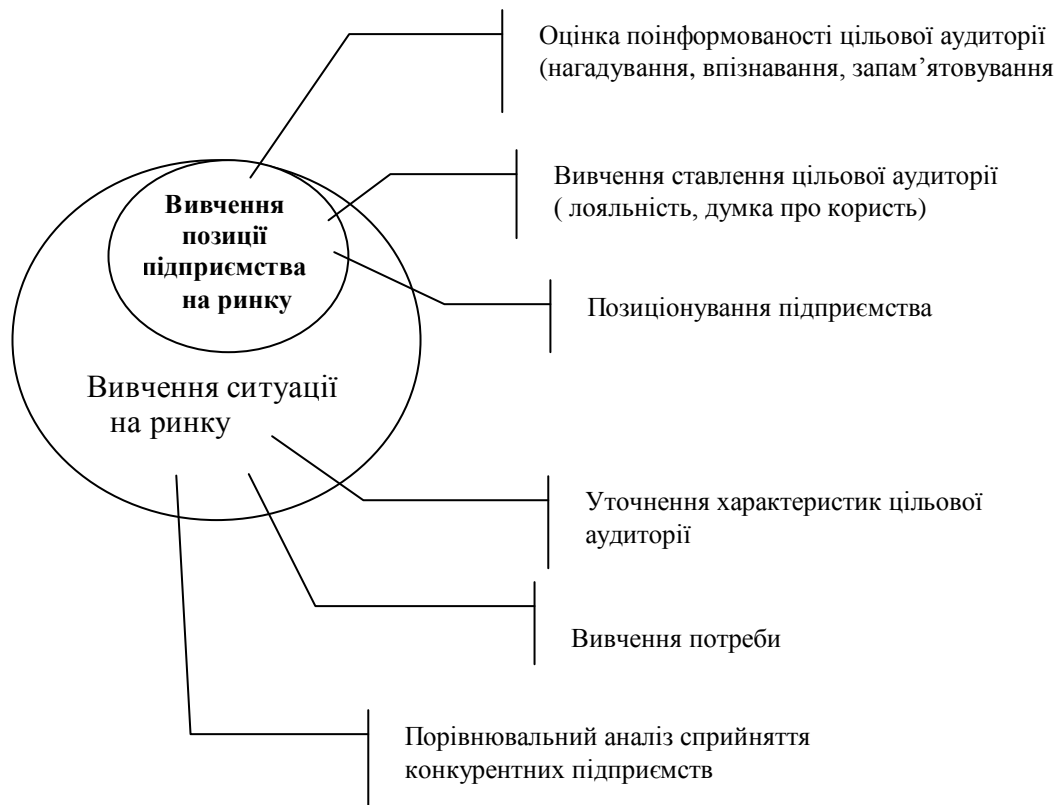 Оцінка поінформованості цільової аудиторії
(нагадування, впізнавання, запам’ятовування
Вивчення ставлення цільової аудиторії
( лояльність, думка про користь)
Вивчення
позиції
підприємства
на ринку
Позиціонування підприємства
Вивчення ситуації
на ринку
Уточнення характеристик цільової
аудиторії
Вивчення потреби
Порівнювальний аналіз сприйняття
конкурентних підприємств